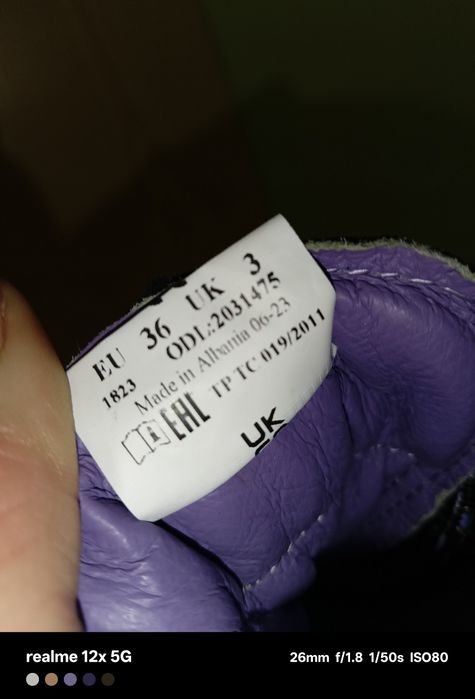 EU 36 UK 3
1823 ODL:2031475
Made in Albania 06-23
EAC TP TC 019/2011
UK
realme 12x 5G
26mm f/1.8 1/50s ISO80